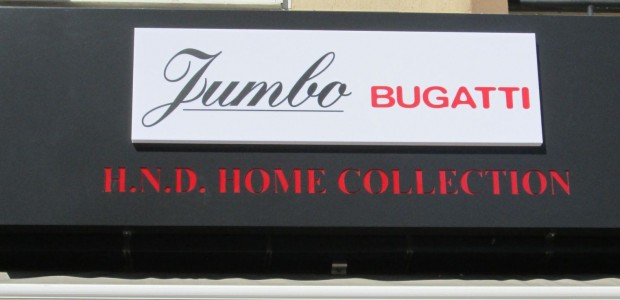 Jumbo BUGATTI
H.N.D. HOME COLLECTION